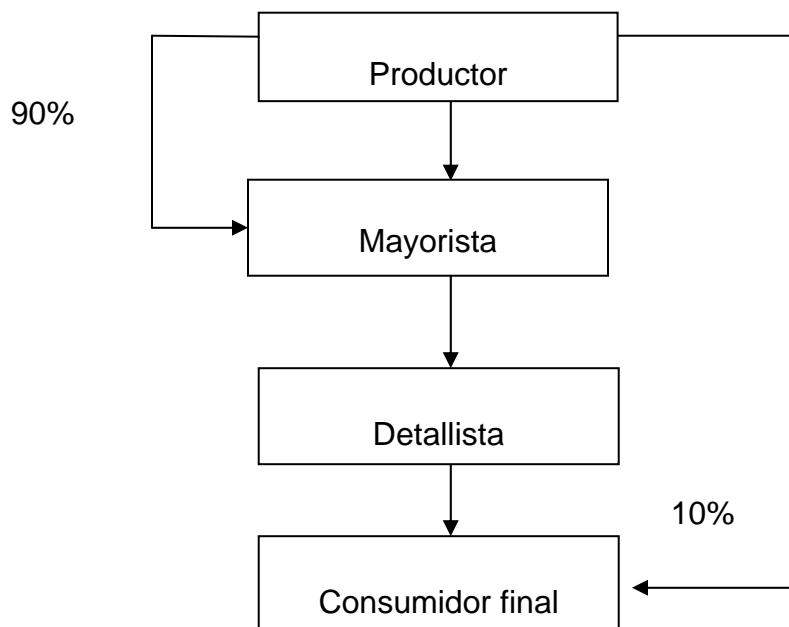 Productor
90%
Mayorista
Detallista
10%
Consumidor final